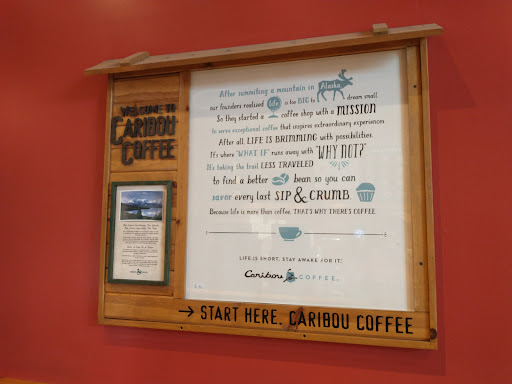 WELCOME TO
CARIBOU
COFFEE
After summiting a mountain in Alaska
our founders realized life is too BIG to dream small
So they started a coffee shop with a MISSION
to serve exceptional coffee that inspires extraordinary experiences
After all, LIFE IS BRIMMING with possibilities.
It's where "WHAT IF" runs away with "WHY NOT?"
It's taking the trail LESS TRAVELED
to find a better bean so you can
savor every last SIP & CRUMB.
Because life is more than coffee. THAT'S WHY THERE'S COFFEE.
LIFE IS SHORT. STAY AWAKE FOR IT.
Caribou COFFEE.
→ START HERE. CARIBOU COFFEE